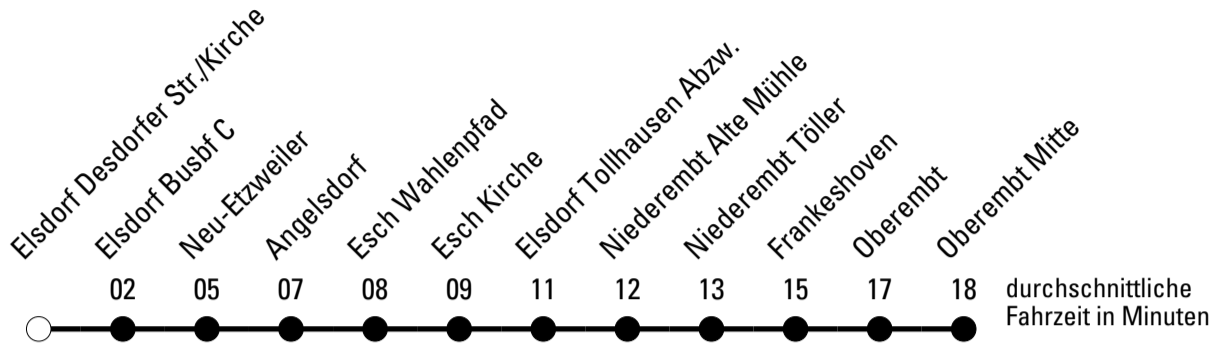 Elsdorf Desdorfer Str./Kirche
Elsdorf Busbf C
Neu-Etzweiler
Angelsdorf
Esch Wahlenpfad
Esch Kirche
Elsdorf Tollhausen Abzw.
Niederembt Alte Mühle
Niederembt Töller
Frankeshoven
Oberembt
Oberembt Mitte
02 05 07 08 09 11 12 13 15 17 18
durchschnittliche
Fahrzeit in Minuten